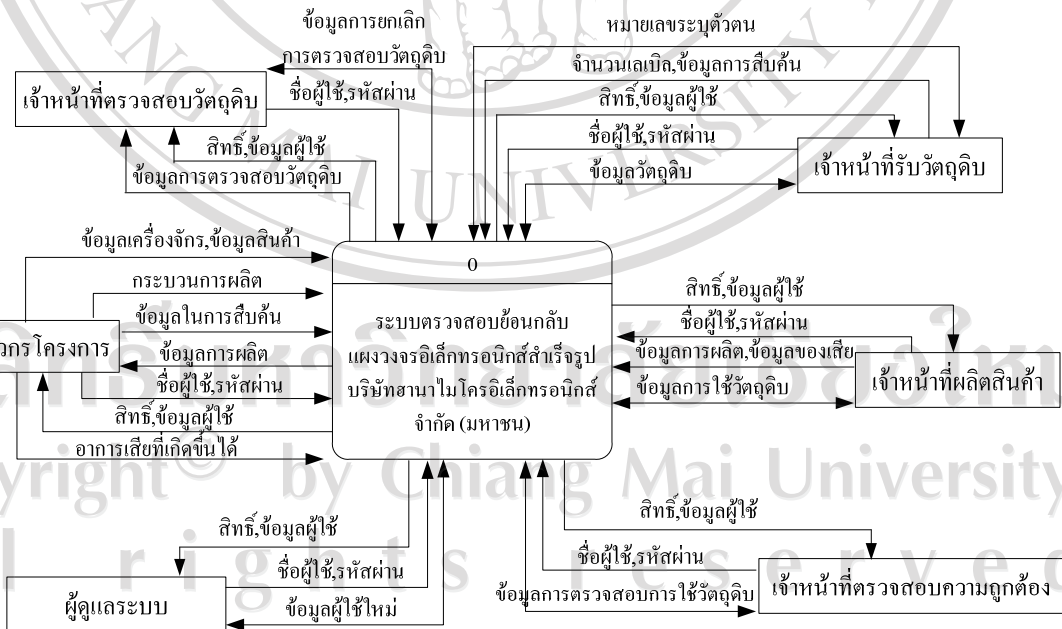 ข้อมูลการยกเลิก
การตรวจสอบวัตถุดิบ
หมายเลขระบุตัวตน
จำนวนเลเบิล,ข้อมูลการสืบค้น
เจ้าหน้าที่ตรวจสอบวัตถุดิบ
ชื่อผู้ใช้,รหัสผ่าน
สิทธิ์,ข้อมูลผู้ใช้
สิทธิ์,ข้อมูลผู้ใช้
ข้อมูลการตรวจสอบวัตถุดิบ
ชื่อผู้ใช้,รหัสผ่าน
ข้อมูลวัตถุดิบ
เจ้าหน้าที่รับวัตถุดิบ
ANG MAI UNIVERSITY
ข้อมูลเครื่องจักร,ข้อมูลสินค้า
กระบวนการผลิต
ข้อมูลในการสืบค้น
วกรโครงการ
ข้อมูลการผลิต
ชื่อผู้ใช้,รหัสผ่าน
สิทธิ์,ข้อมูลผู้ใช้
อาการเสียที่เกิดขึ้นได้
0
ระบบตรวจสอบย้อนกลับ
แผงวงจรอิเล็กทรอนิกส์สำเร็จรูป
บริษัทฮานาไมโครอิเล็กทรอนิกส์
จำกัด (มหาชน)
สิทธิ์,ข้อมูลผู้ใช้
ชื่อผู้ใช้,รหัสผ่าน
ข้อมูลการผลิต,ข้อมูลของเสีย
ข้อมูลการใช้วัตถุดิบ
เจ้าหน้าที่ผลิตสินค้า
yright© by Chiang Mai University
l rights reserved
สิทธิ์,ข้อมูลผู้ใช้
ชื่อผู้ใช้,รหัสผ่าน
ข้อมูลผู้ใช้ใหม่
ผู้ดูแลระบบ
สิทธิ์,ข้อมูลผู้ใช้
ชื่อผู้ใช้,รหัสผ่าน
ข้อมูลการตรวจสอบการใช้วัตถุดิบ
เจ้าหน้าที่ตรวจสอบความถูกต้อง